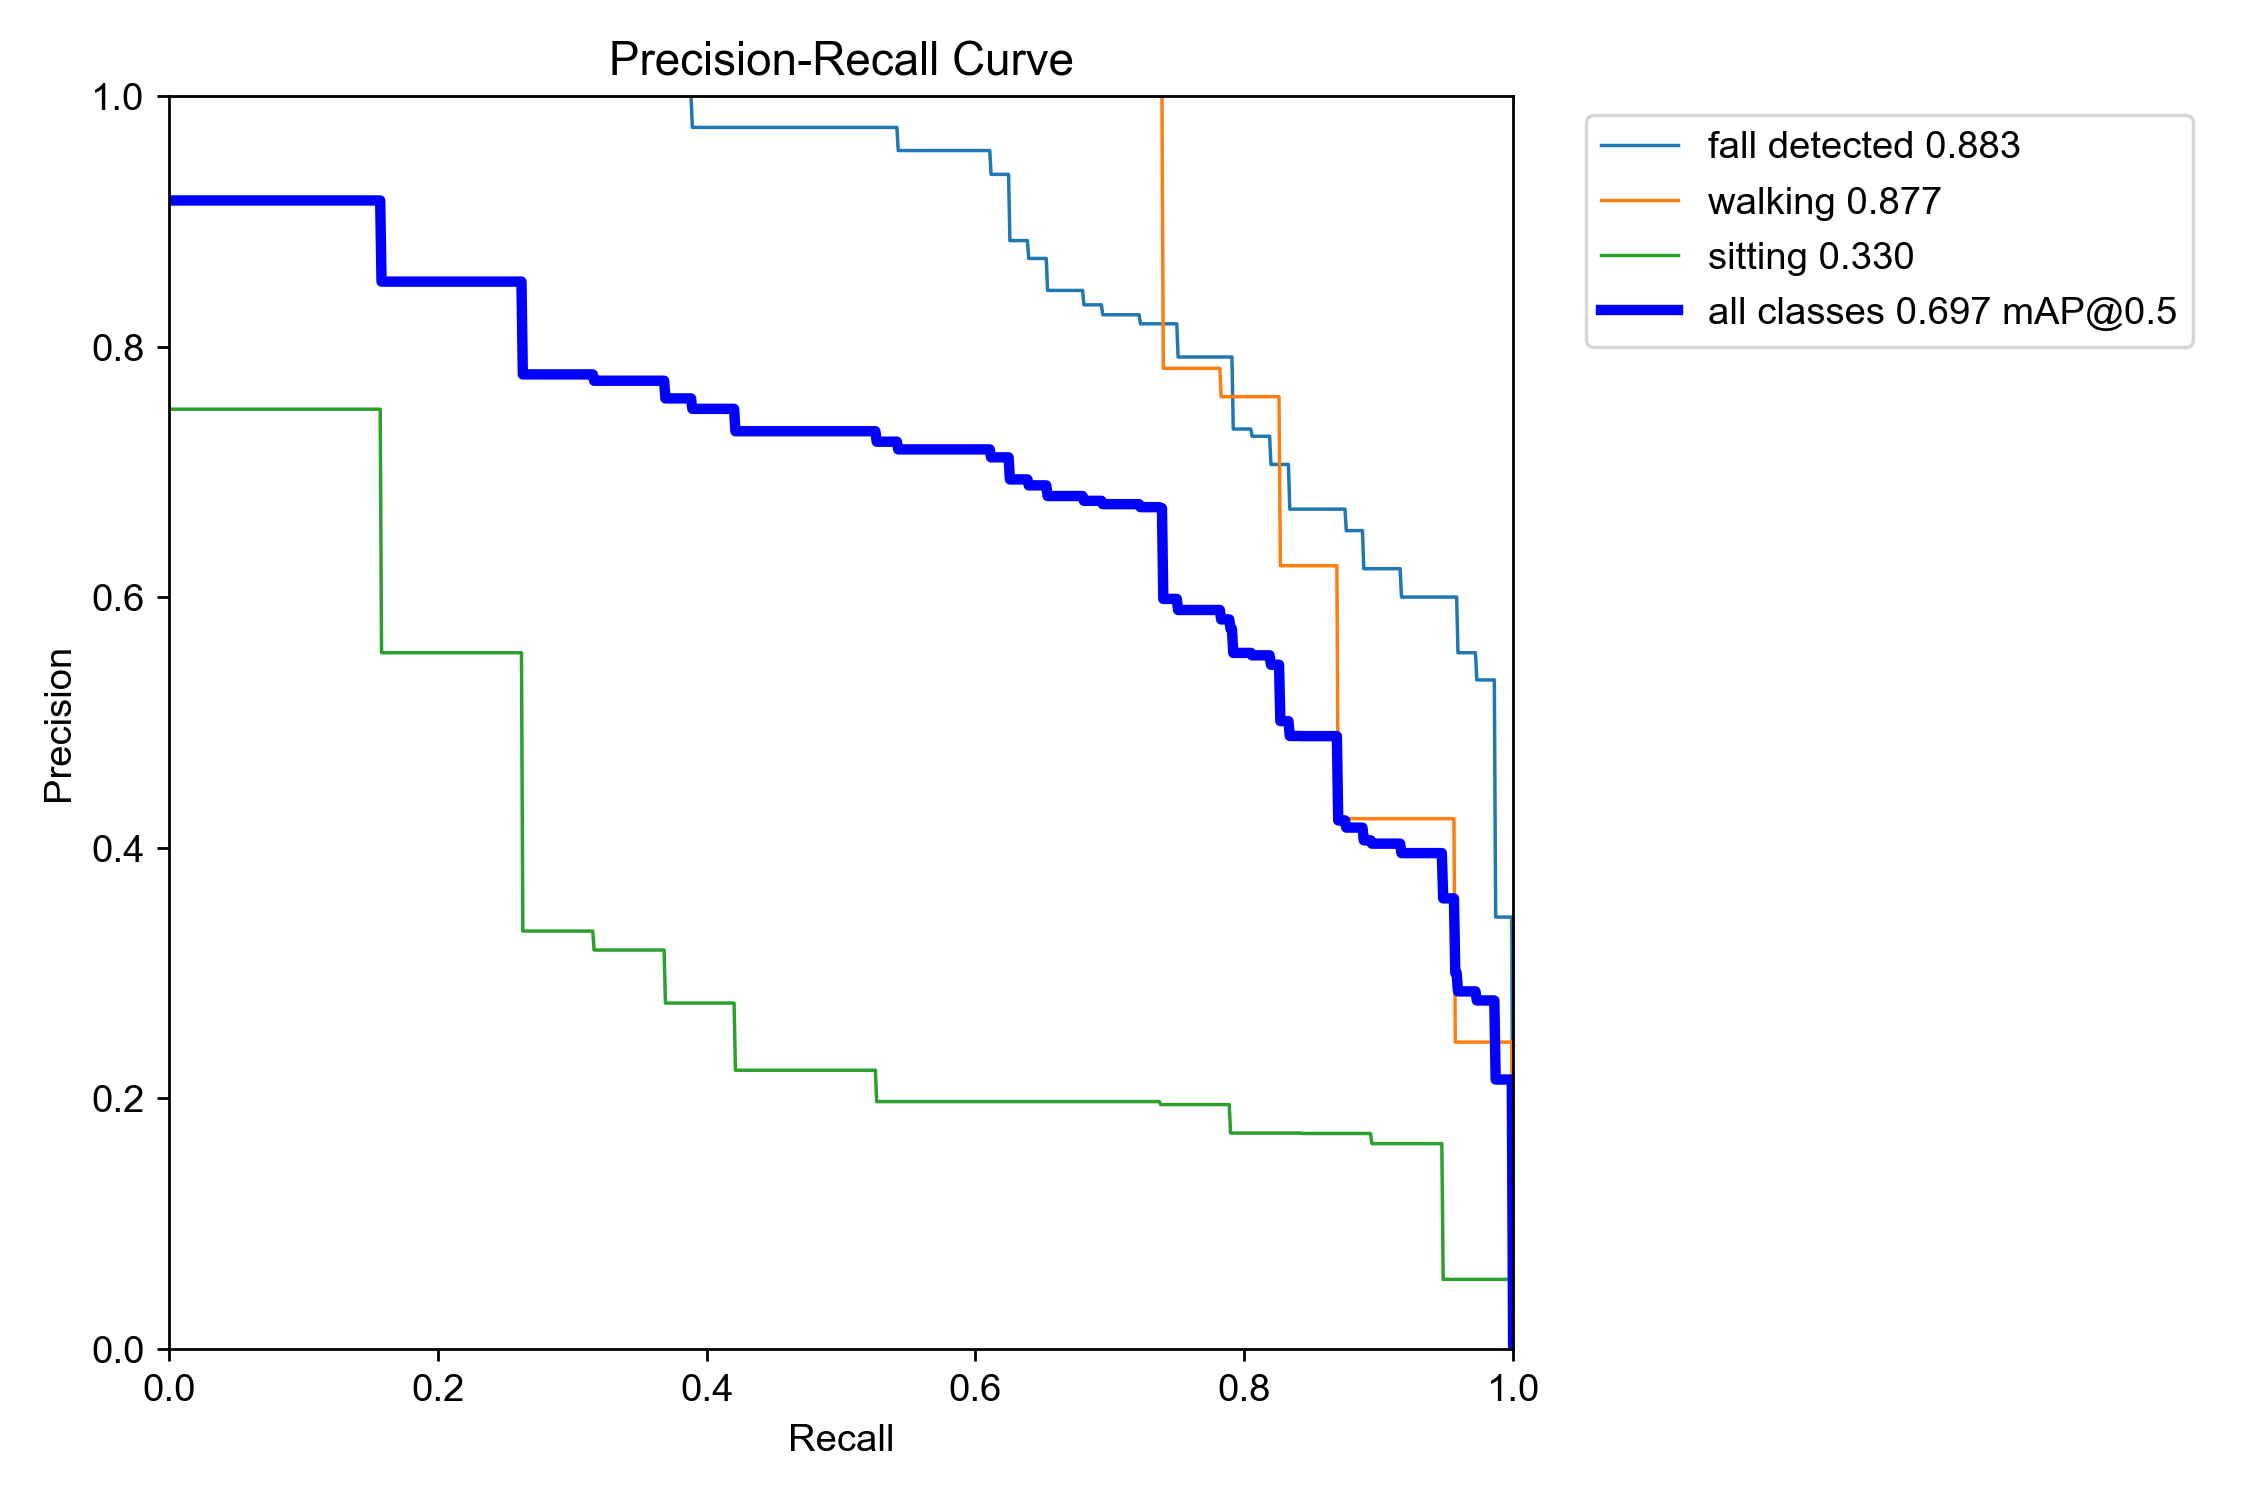 Precision-Recall Curve
1.0
0.8
0.6
0.4
0.2
0.0
Precision
0.0 0.2 0.4 0.6 0.8 1.0
Recall
fall detected 0.883
walking 0.877
sitting 0.330
all classes 0.697 mAP@0.5